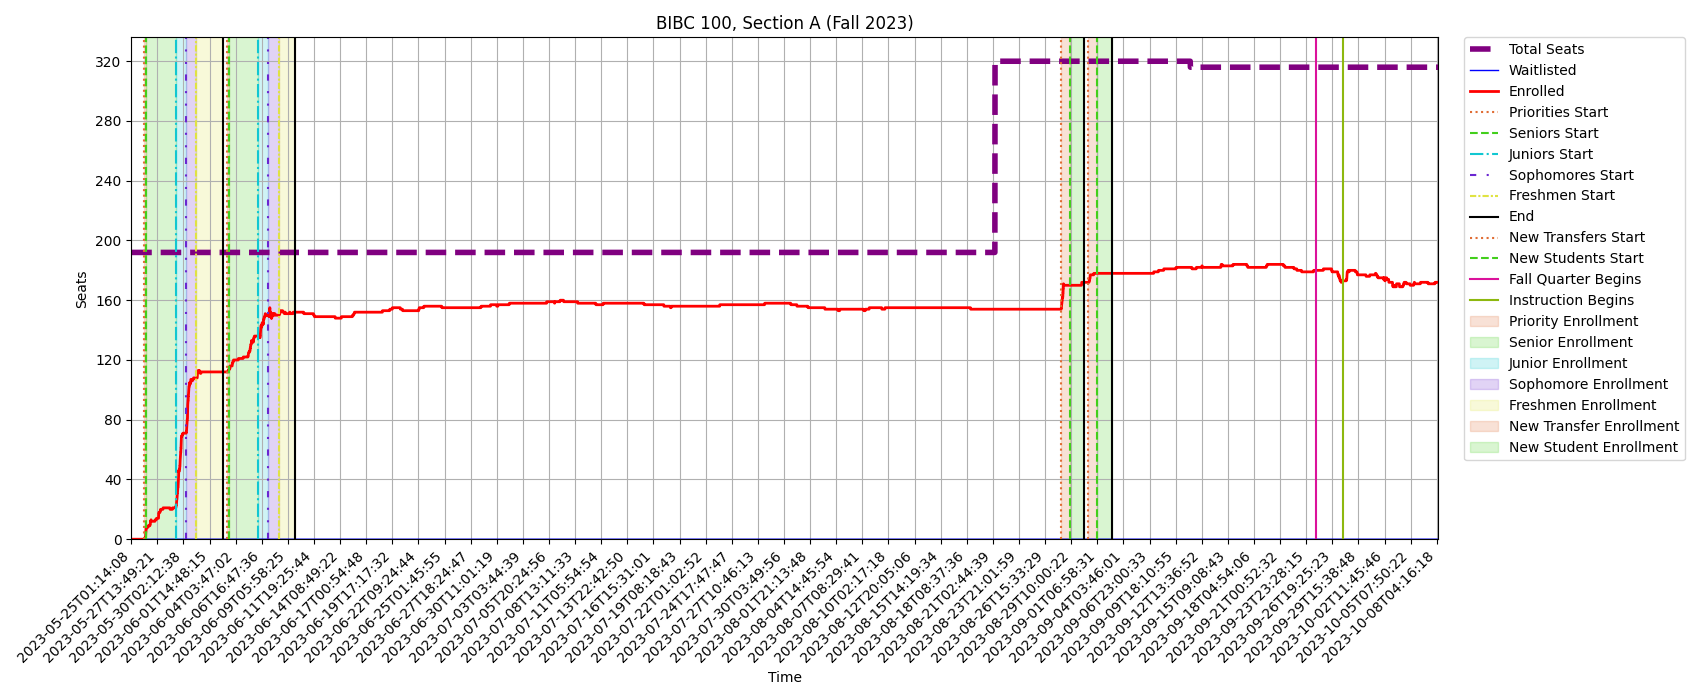 BIBC 100, Section A (Fall 2023)
Seats
320
280
240
200
160
120
80
40
0
2023-05-25T01:14:08
2023-05-27T13:49:21
2023-05-30T02:12:38
2023-06-01T14:48:15
2023-06-04T03:47:02
2023-06-06T16:47:36
2023-06-09T05:58:25
2023-06-11T19:25:44
2023-06-14T08:49:22
2023-06-17T00:54:48
2023-06-19T17:17:32
2023-06-22T09:24:44
2023-06-25T01:45:55
2023-06-27T18:24:47
2023-06-30T11:01:19
2023-07-03T03:44:39
2023-07-05T20:24:56
2023-07-08T13:11:33
2023-07-11T05:54:54
2023-07-13T22:42:50
2023-07-16T15:31:01
2023-07-19T08:18:43
2023-07-22T01:02:52
2023-07-24T17:47:47
2023-07-27T10:46:13
2023-07-30T03:49:56
2023-08-01T21:13:48
2023-08-04T14:45:54
2023-08-07T08:29:41
2023-08-10T02:17:18
2023-08-12T20:05:06
2023-08-15T14:19:34
2023-08-18T08:37:36
2023-08-21T02:44:39
2023-08-23T21:01:59
2023-08-26T15:33:29
2023-08-29T11:00:22
2023-09-01T06:58:31
2023-09-04T03:46:01
2023-09-06T23:00:33
2023-09-09T18:10:55
2023-09-12T13:36:52
2023-09-15T09:08:43
2023-09-18T04:54:06
2023-09-21T00:52:32
2023-09-23T23:28:15
2023-09-26T19:25:23
2023-09-29T15:38:48
2023-10-02T11:45:46
2023-10-05T07:50:22
2023-10-08T04:16:18
Time
Total Seats
Waitlisted
Enrolled
Priorities Start
Seniors Start
Juniors Start
Sophomores Start
Freshmen Start
End
New Transfers Start
New Students Start
Fall Quarter Begins
Instruction Begins
Priority Enrollment
Senior Enrollment
Junior Enrollment
Sophomore Enrollment
Freshmen Enrollment
New Transfer Enrollment
New Student Enrollment